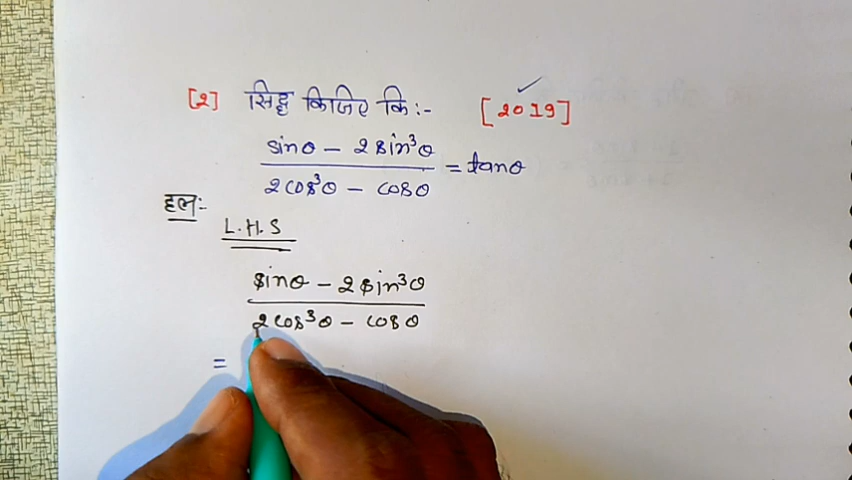 [2] सिद्ध किजिए कि :- [2019]
sinθ - 2sin³θ / 2cos³θ - cosθ = tanθ
हल:-
L.H.S
sinθ - 2sin³θ
2cos³θ - cosθ
=